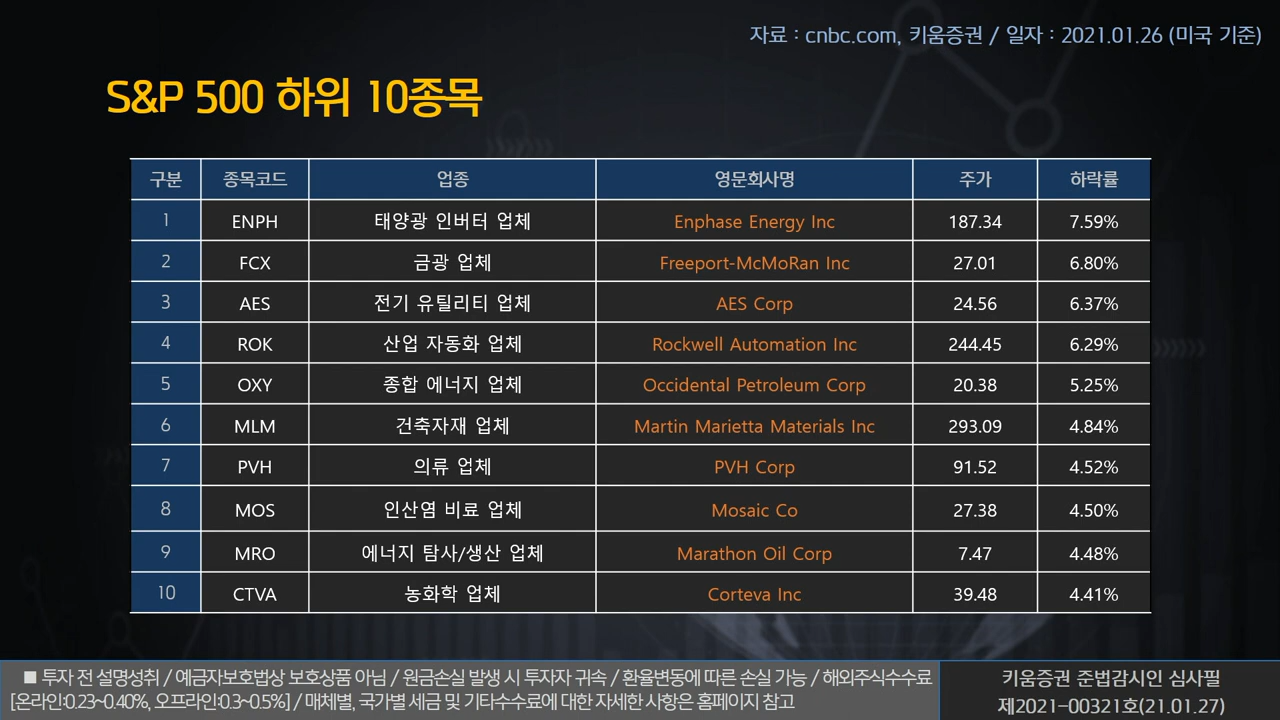 자료 : cnbc.com, 키움증권 / 일자 : 2021.01.26 (미국 기준)
S&P 500 하위 10종목
구분 종목코드 업종 영문회사명 주가 하락률
1 ENPH 태양광 인버터 업체 Enphase Energy Inc 187.34 7.59%
2 FCX 금광 업체 Freeport-McMoRan Inc 27.01 6.80%
3 AES 전기 유틸리티 업체 AES Corp 24.56 6.37%
4 ROK 산업 자동화 업체 Rockwell Automation Inc 244.45 6.29%
5 OXY 종합 에너지 업체 Occidental Petroleum Corp 20.38 5.25%
6 MLM 건축자재 업체 Martin Marietta Materials Inc 293.09 4.84%
7 PVH 의류 업체 PVH Corp 91.52 4.52%
8 MOS 인산염 비료 업체 Mosaic Co 27.38 4.50%
9 MRO 에너지 탐사/생산 업체 Marathon Oil Corp 7.47 4.48%
10 CTVA 농화학 업체 Corteva Inc 39.48 4.41%
■ 투자 전 설명성취 / 예금자보호법상 보호상품 아님 / 원금손실 발생 시 투자자 귀속 / 환율변동에 따른 손실 가능 / 해외주식수수료
[온라인:0.23~0.40%, 오프라인:0.3~0.5%] / 매체별, 국가별 세금 및 기타수수료에 대한 자세한 사항은 홈페이지 참고
키움증권 준법감시인 심사필
제2021-00321호(21.01.27)